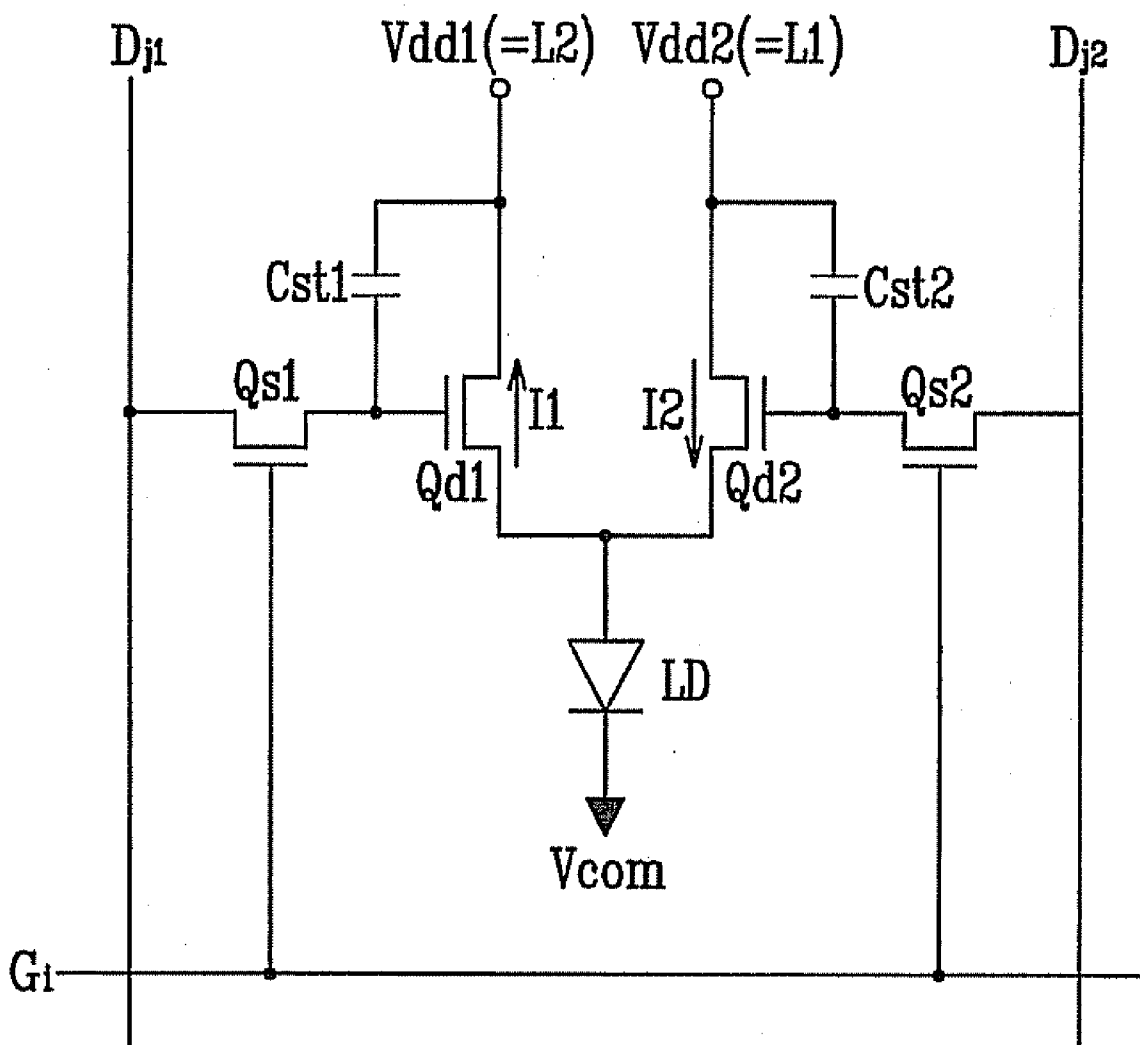 Dj1 Vdd1(=L2) Vdd2(=L1) Dj2
Cst1 Cst2
Qs1 I1 I2 Qs2
Qd1 Qd2
LD
Vcom
Gi